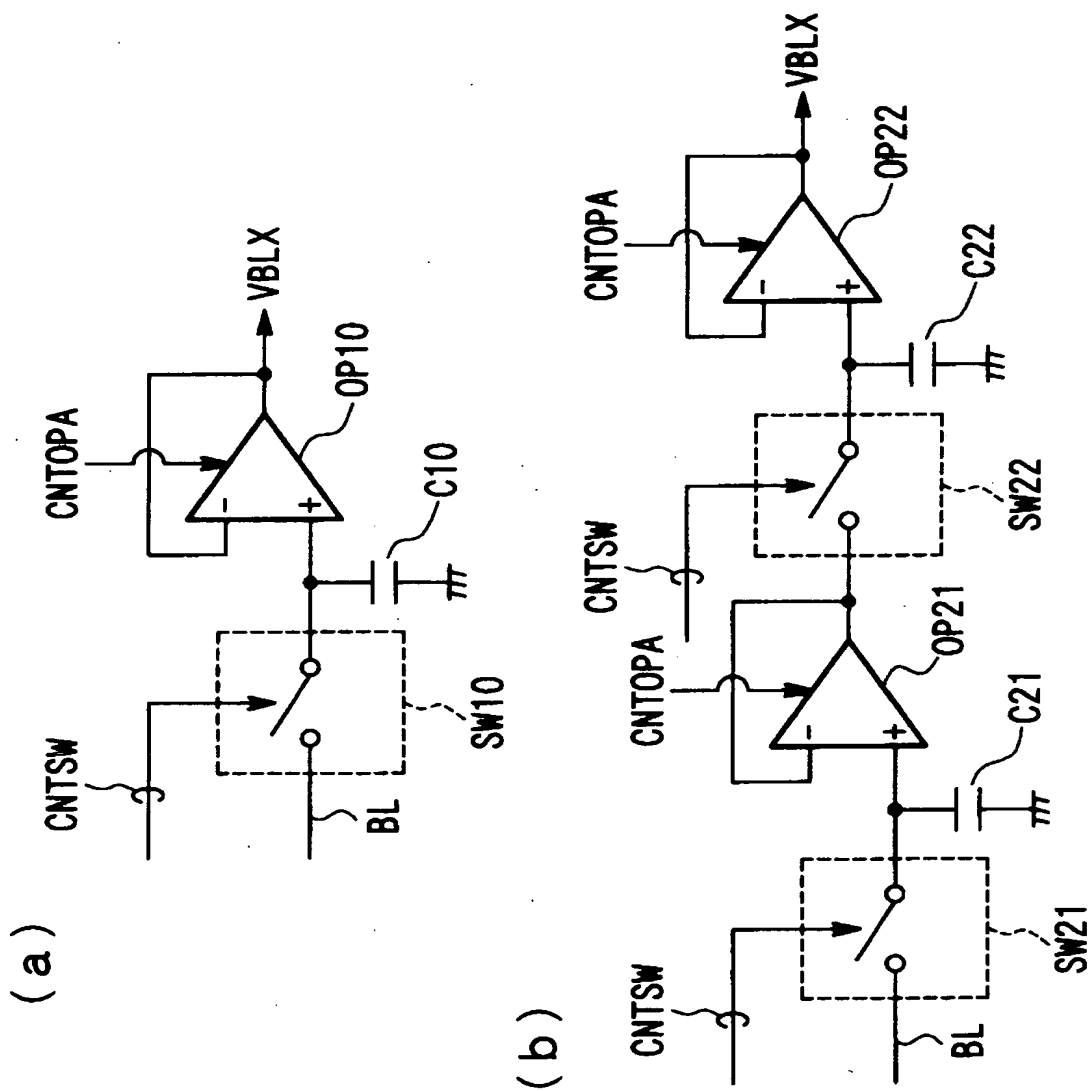 (a)
CNTSW
CNTOPA
VBLX
BL
-
+
SW10
C10
OP10
(b)
CNTSW
CNTOPA
CNTSW
CNTOPA
VBLX
BL
-
+
-
+
SW21
C21
OP21
SW22
C22
OP22